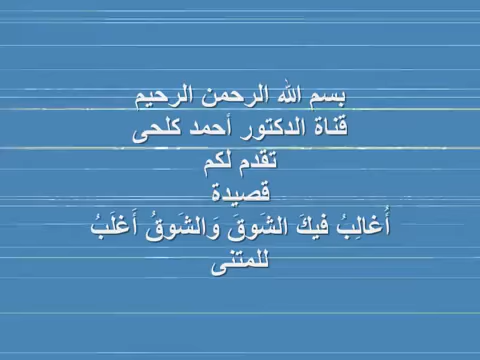 بسم الله الرحمن الرحيم
قناة الدكتور أحمد كلحى
تقدم لكم
قصيدة
أُغالِبُ فيكَ الشَوقَ وَالشَوقُ أَغلَبُ
للمتنى